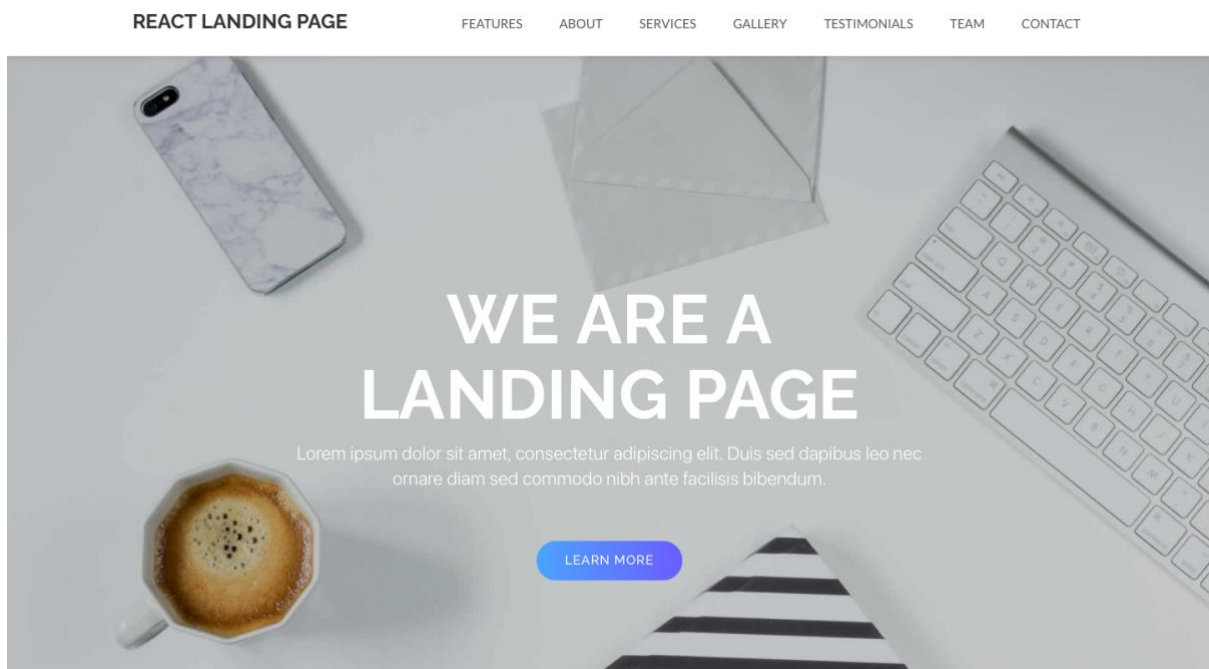 REACT LANDING PAGE
FEATURES ABOUT SERVICES GALLERY TESTIMONIALS TEAM CONTACT
WE ARE A
LANDING PAGE
Lorem ipsum dolor sit amet, consectetur adipiscing elit. Duis sed dapibus leo nec
ornare diam sed commodo nibh ante facilisis bibendum.
LEARN MORE